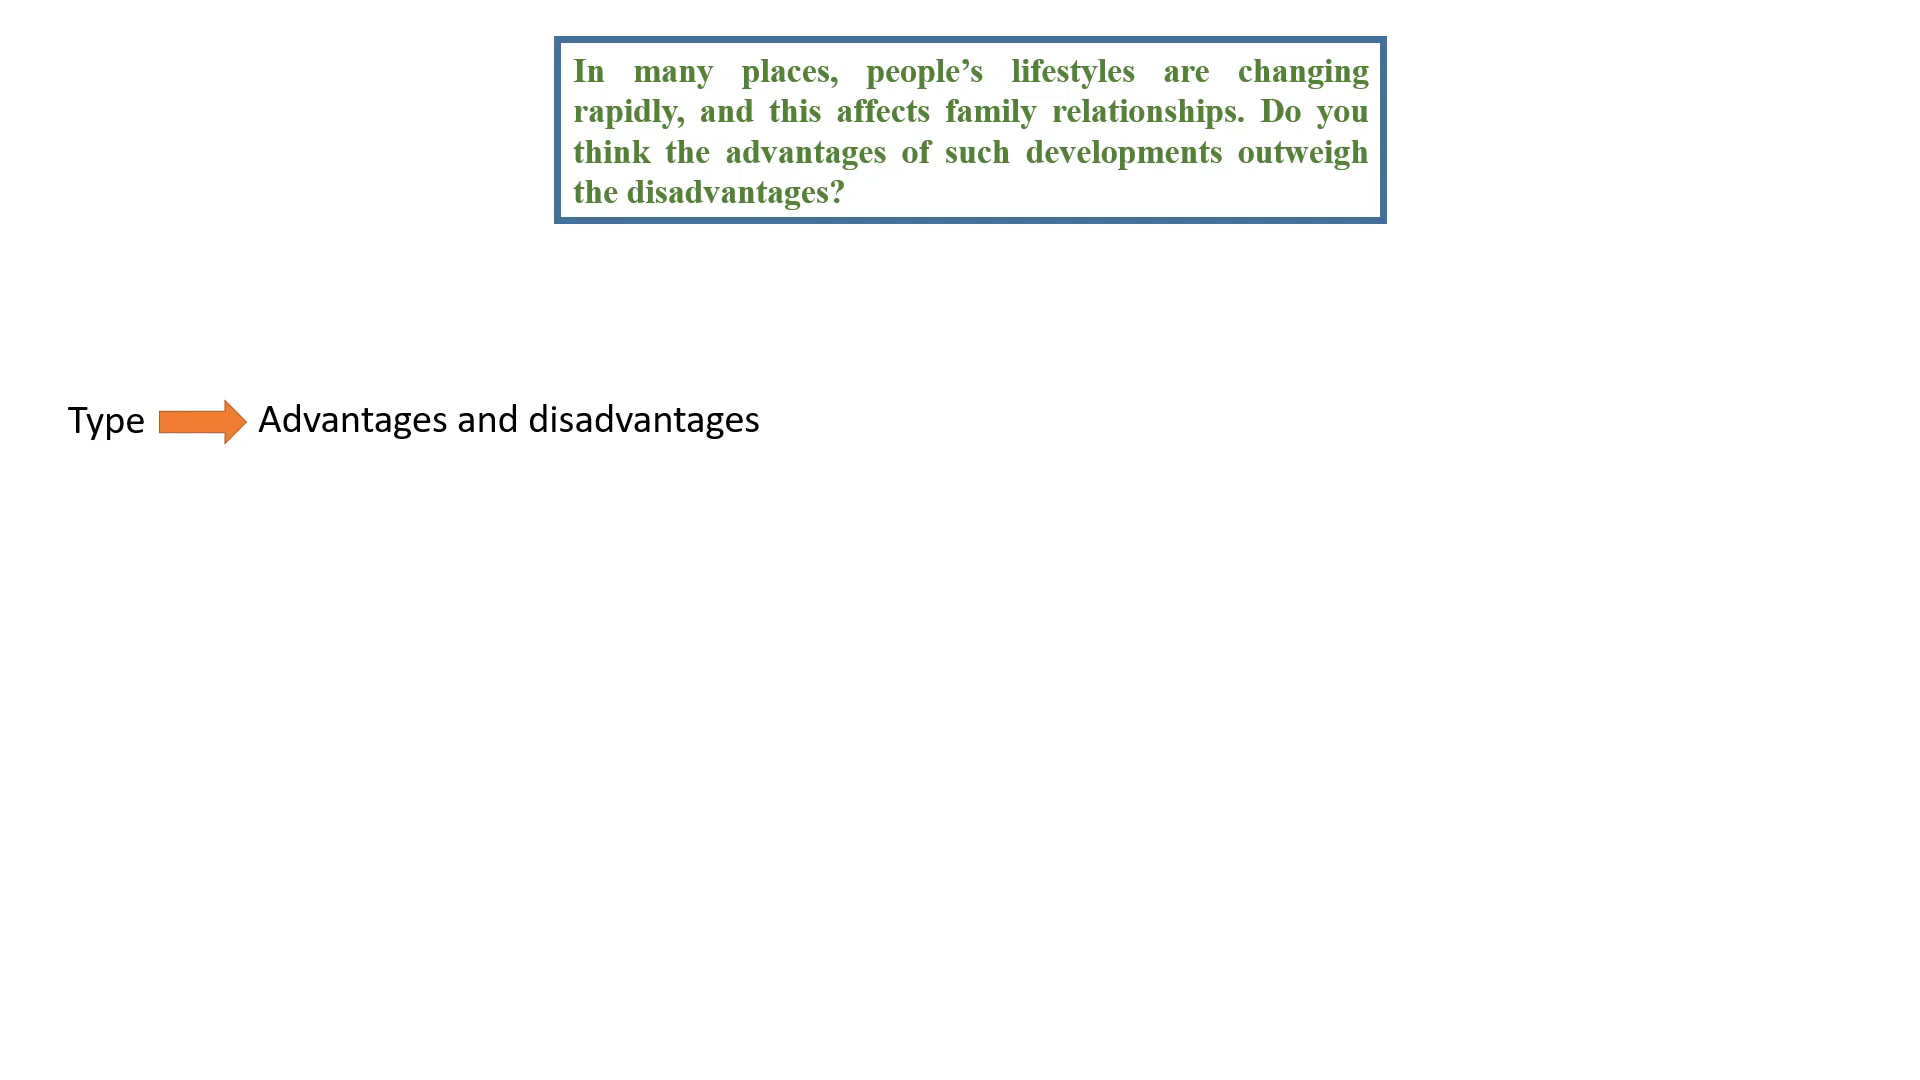 In many places, people’s lifestyles are changing
rapidly, and this affects family relationships. Do you
think the advantages of such developments outweigh
the disadvantages?
Type Advantages and disadvantages